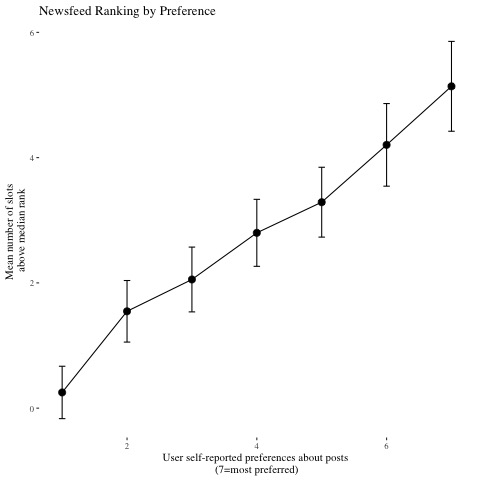 Newsfeed Ranking by Preference
6
4
2
0
Mean number of slots
above median rank
2
4
6
User self-reported preferences about posts
(7=most preferred)